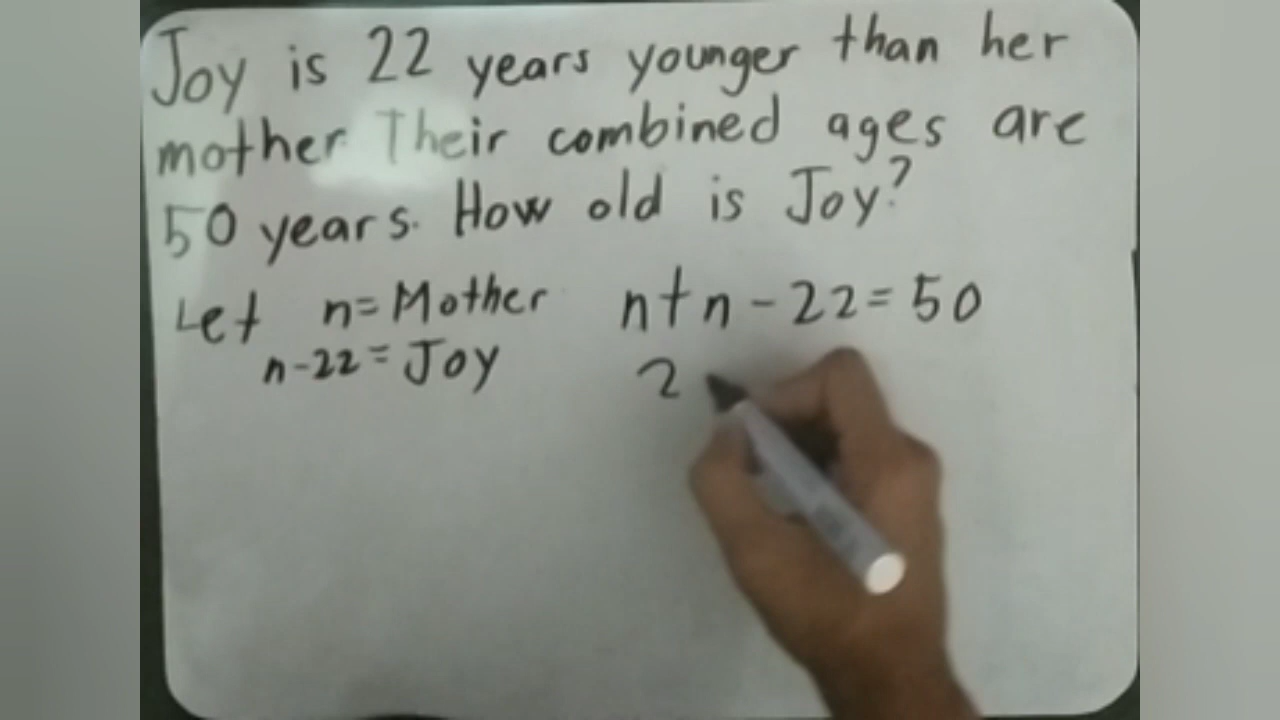 Joy is 22 years younger than her
mother Their combined ages are
50 years. How old is Joy?
Let n = Mother n + n - 22 = 50
n - 22 = Joy 2